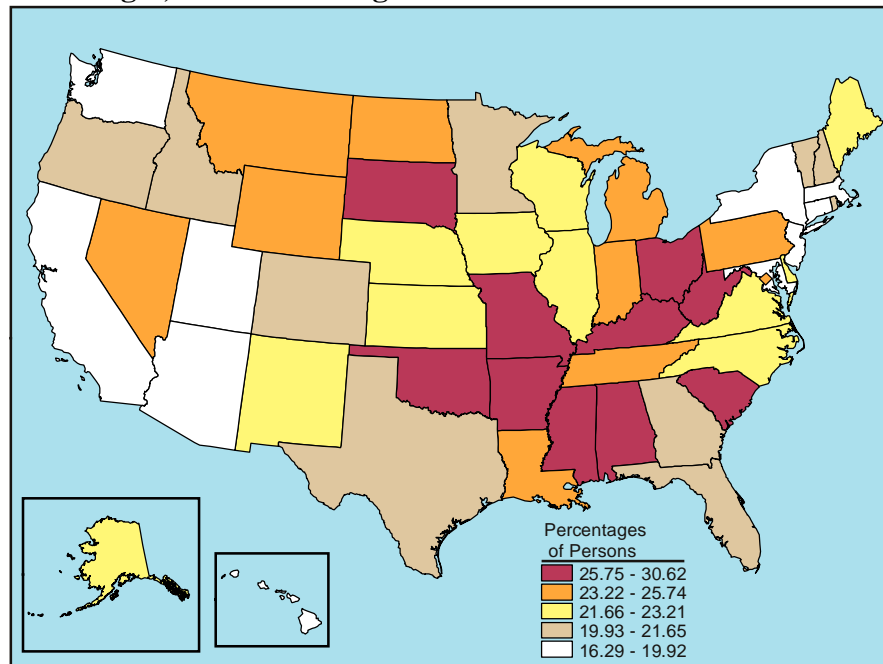 Percentages
of Persons
25.75 - 30.62
23.22 - 25.74
21.66 - 23.21
19.93 - 21.65
16.29 - 19.92